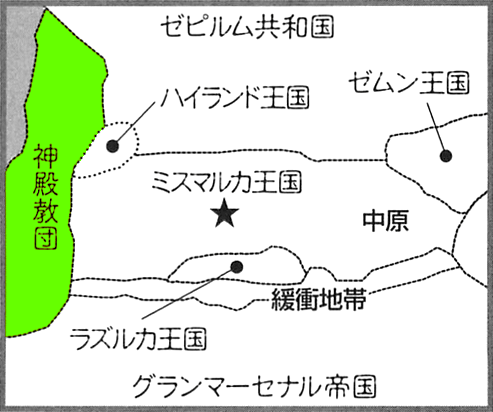 ゼピルム共和国
ゼムン王国
ハイランド王国
神殿教団
ミスマルカ王国
中原
緩衝地帯
ラズルカ王国
グランマーセナル帝国